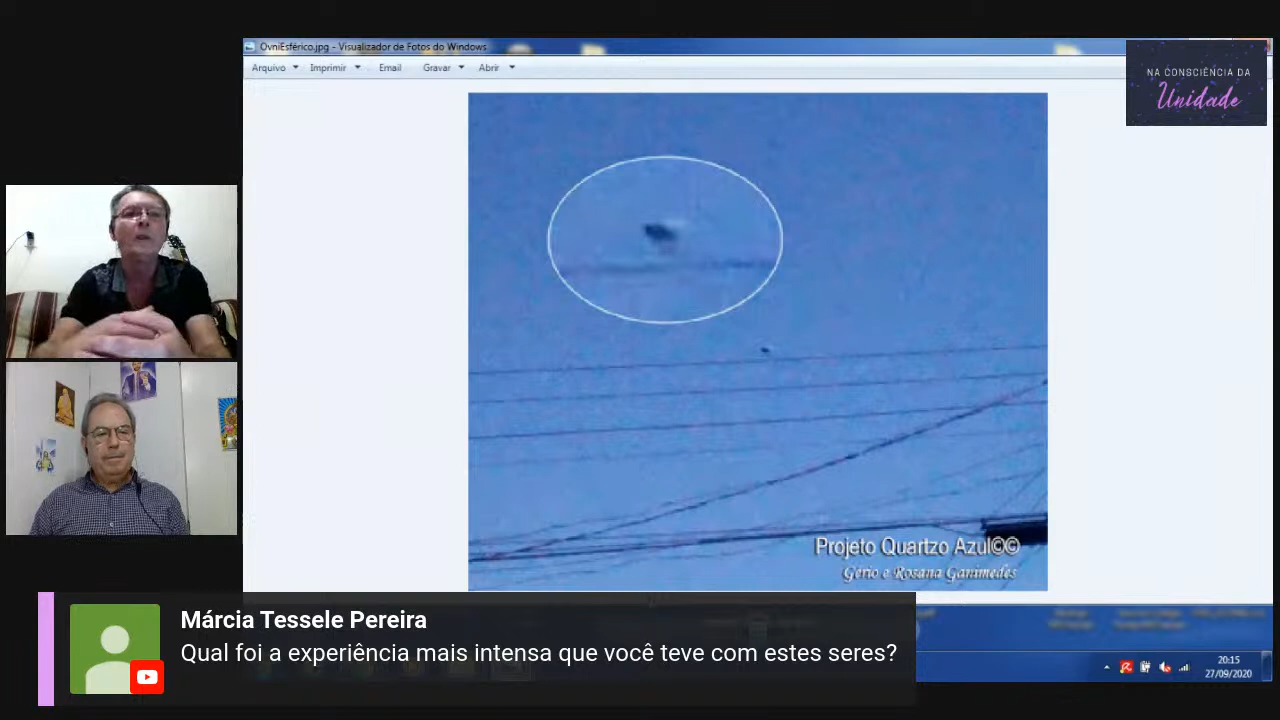 OvniEsférico.jpg - Visualizador de Fotos do Windows
Arquivo Imprimir Email Gravar Abrir
NA CONSCIÊNCIA DA
Unidade
Projeto Quartzo Azul©©
Gério e Rosana Ganimedes
Márcia Tessele Pereira
Qual foi a experiência mais intensa que você teve com estes seres?
20:15
27/09/2020